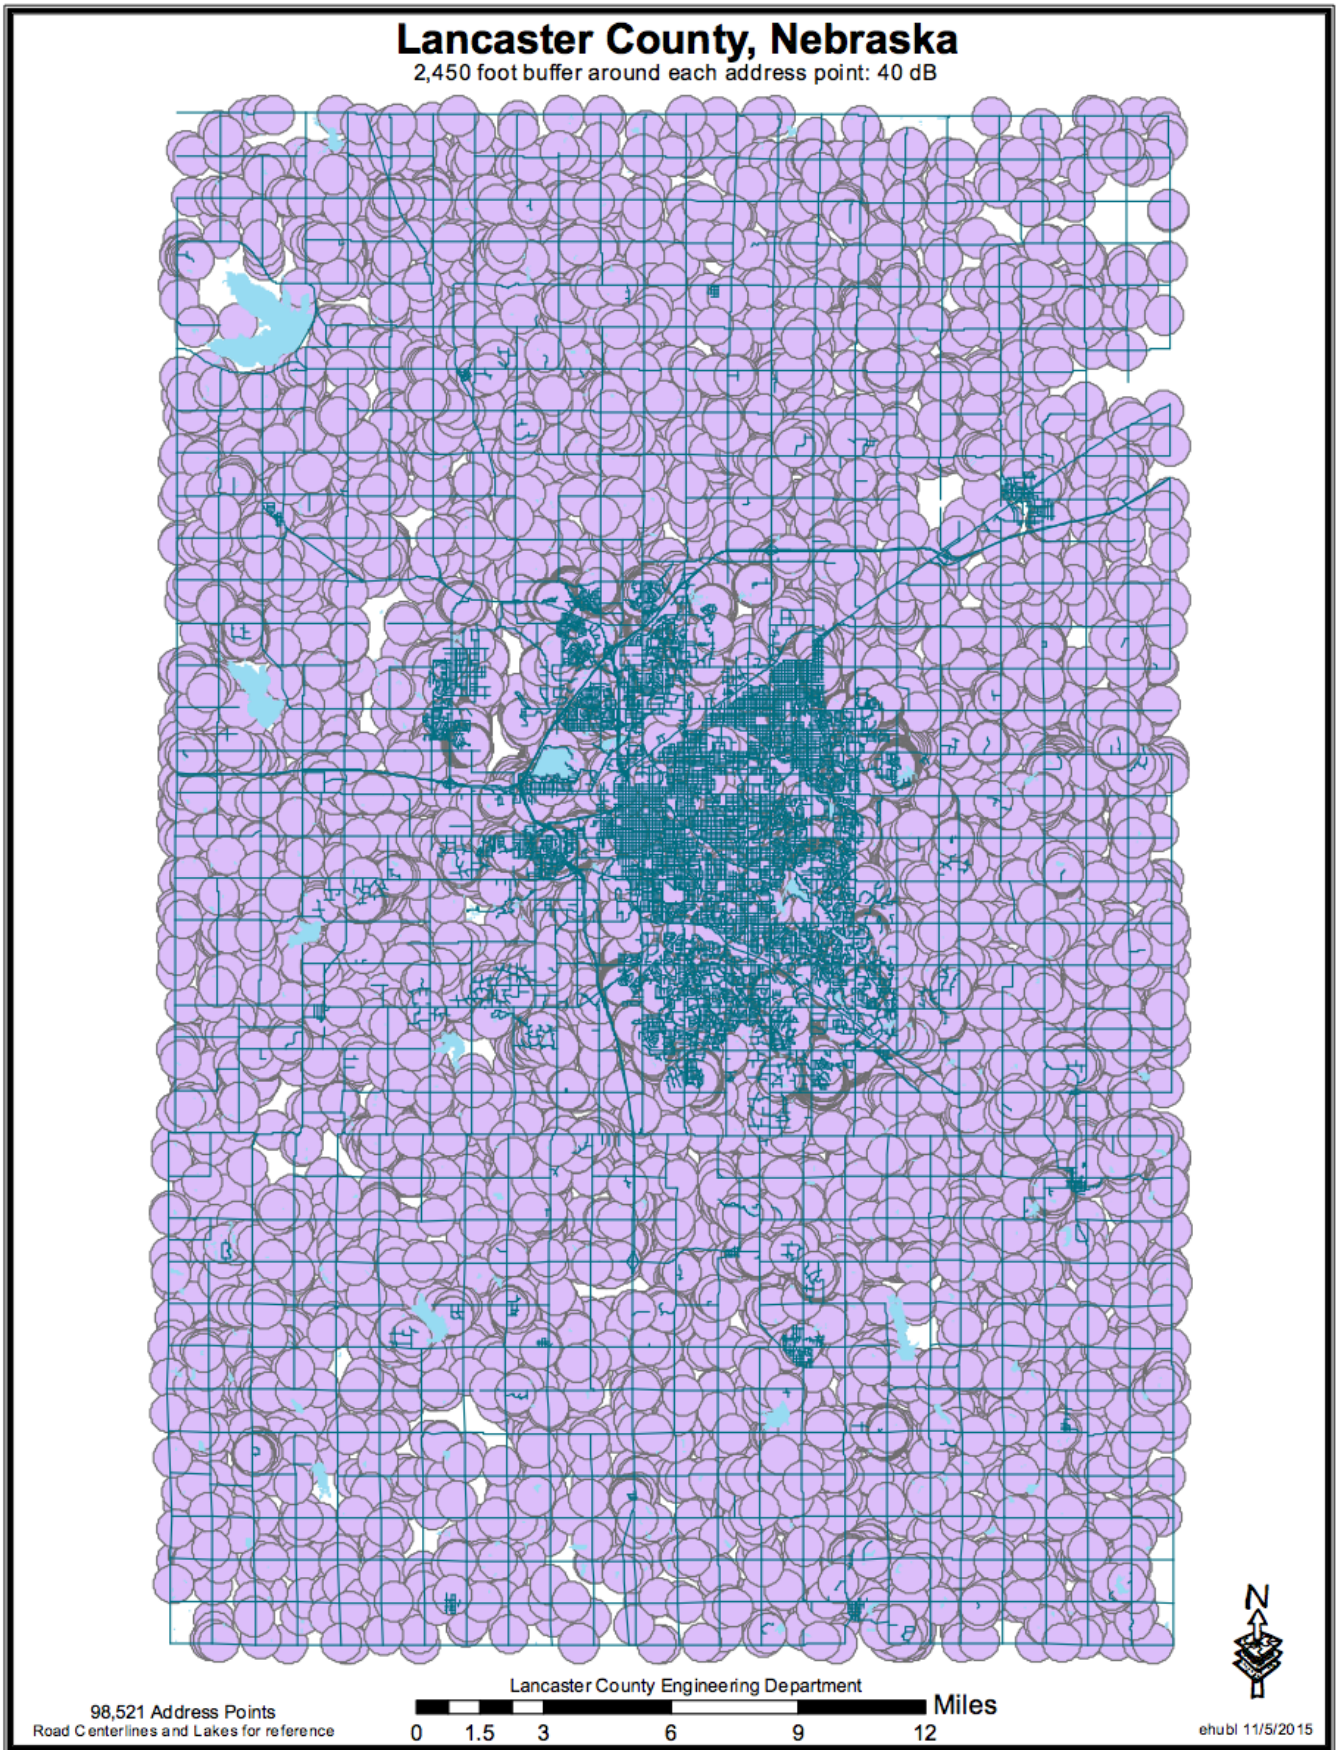 Lancaster County, Nebraska
2,450 foot buffer around each address point: 40 dB
N
Lancaster County Engineering Department
98,521 Address Points
Road Centerlines and Lakes for reference
Miles
0 1.5 3 6 9 12
ehubl 11/5/2015